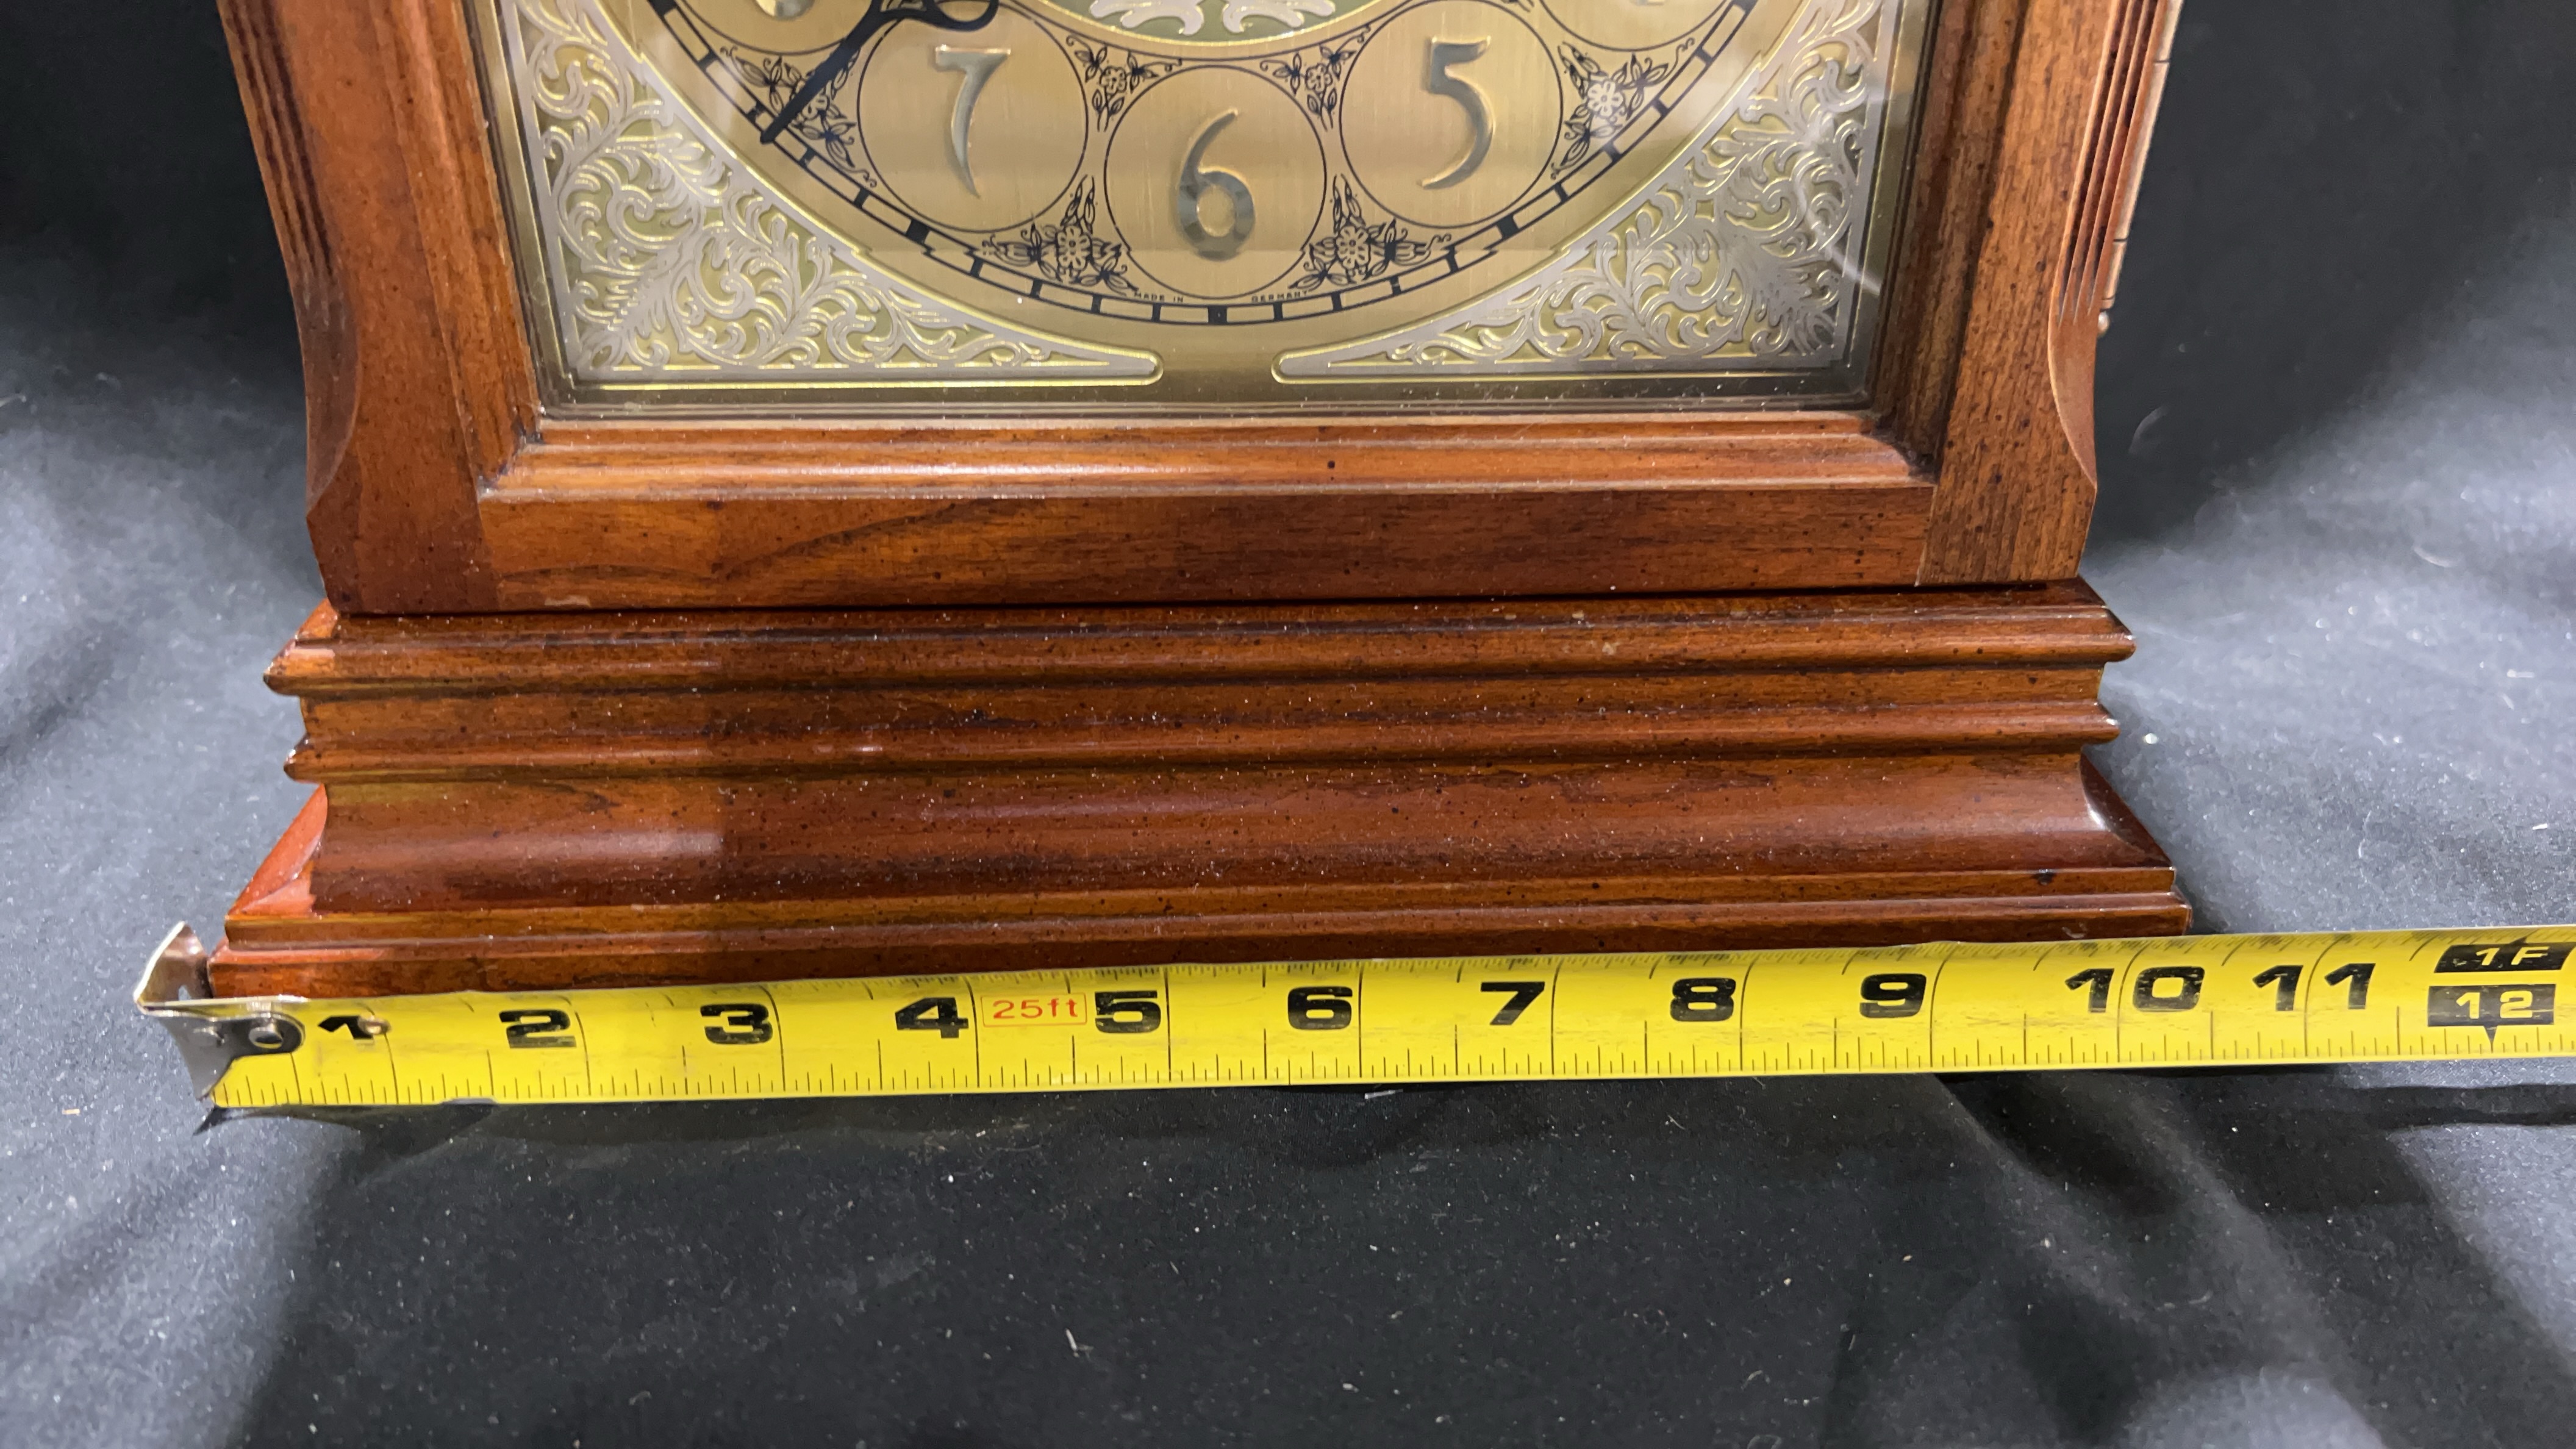 7 6 5
MADE IN GERMANY
1F
1 2 3 4 25ft 5 6 7 8 9 10 11 12